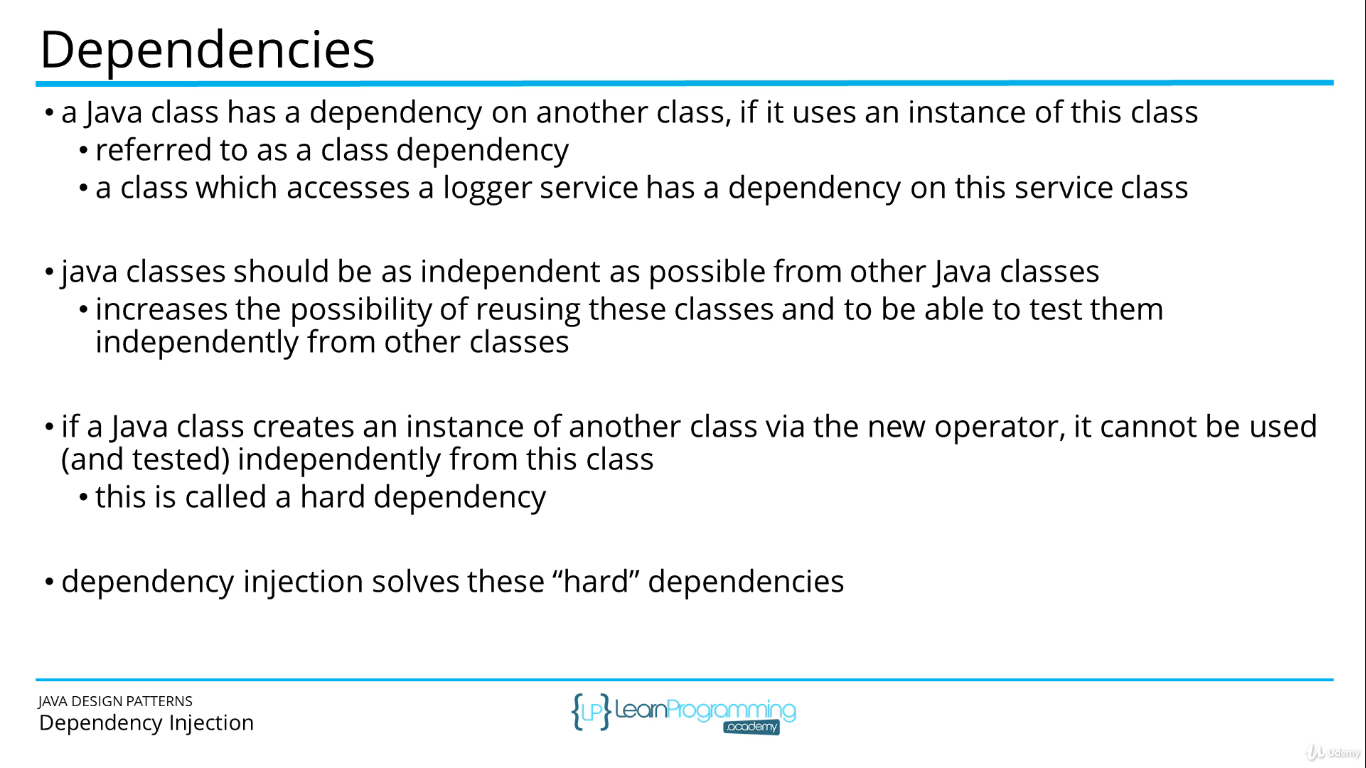 Dependencies
• a Java class has a dependency on another class, if it uses an instance of this class
• referred to as a class dependency
• a class which accesses a logger service has a dependency on this service class
• java classes should be as independent as possible from other Java classes
• increases the possibility of reusing these classes and to be able to test them
independently from other classes
• if a Java class creates an instance of another class via the new operator, it cannot be used
(and tested) independently from this class
• this is called a hard dependency
• dependency injection solves these “hard” dependencies
JAVA DESIGN PATTERNS
Dependency Injection
{LP} LearnProgramming
.academy
Udemy